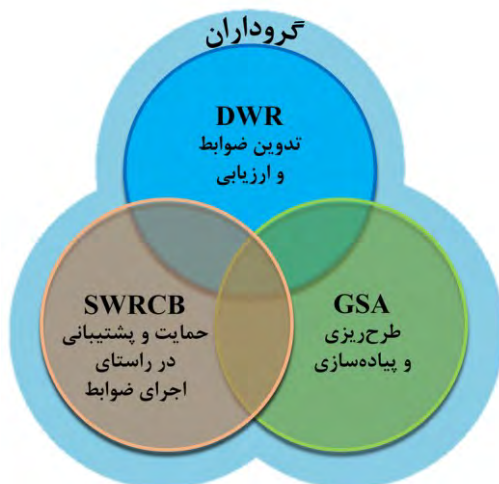 گروداران
DWR
تدوین ضوابط
و ارزیابی
SWRCB
حمایت و پشتیبانی
در راستای
اجرای ضوابط
GSA
طرح‌ریزی
و پیاده‌سازی